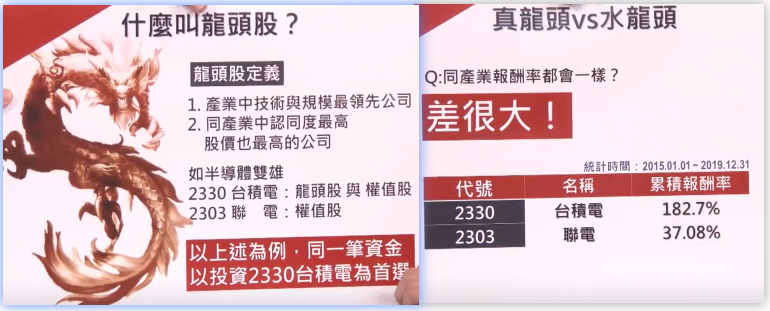 什麼叫龍頭股？
龍頭股定義
1. 產業中技術與規模最領先公司
2. 同產業中認同度最高
股價也最高的公司
如半導體雙雄
2330 台積電：龍頭股 與 權值股
2303 聯　電：權值股
以上述為例，同一筆資金
以投資2330台積電為首選
真龍頭vs水龍頭
Q:同產業報酬率都會一樣？
差很大！
統計時間：2015.01.01 ~ 2019.12.31
代號 名稱 累積報酬率
2330 台積電 182.7%
2303 聯電 37.08%